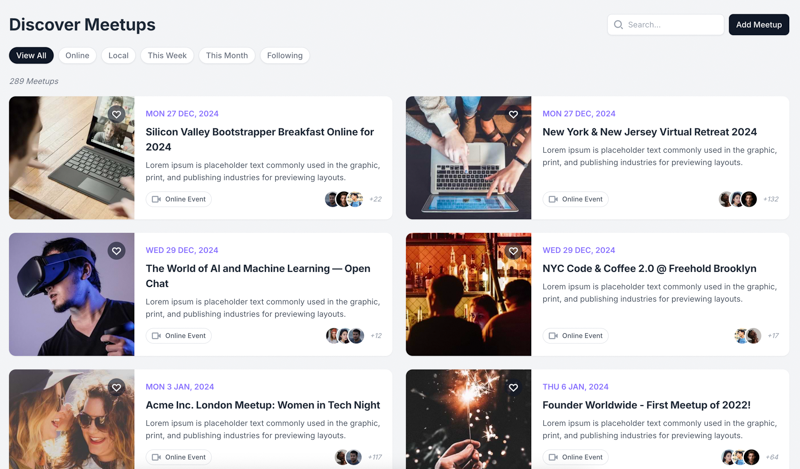 Discover Meetups
Search...
Add Meetup
View All
Online
Local
This Week
This Month
Following
289 Meetups
MON 27 DEC, 2024
Silicon Valley Bootstrapper Breakfast Online for
2024
Lorem ipsum is placeholder text commonly used in the graphic,
print, and publishing industries for previewing layouts.
Online Event
+22
MON 27 DEC, 2024
New York & New Jersey Virtual Retreat 2024
Lorem ipsum is placeholder text commonly used in the graphic,
print, and publishing industries for previewing layouts.
Online Event
+132
WED 29 DEC, 2024
The World of AI and Machine Learning — Open
Chat
Lorem ipsum is placeholder text commonly used in the graphic,
print, and publishing industries for previewing layouts.
Online Event
+12
WED 29 DEC, 2024
NYC Code & Coffee 2.0 @ Freehold Brooklyn
Lorem ipsum is placeholder text commonly used in the graphic,
print, and publishing industries for previewing layouts.
Online Event
+17
MON 3 JAN, 2024
Acme Inc. London Meetup: Women in Tech Night
Lorem ipsum is placeholder text commonly used in the graphic,
print, and publishing industries for previewing layouts.
Online Event
+117
THU 6 JAN, 2024
Founder Worldwide - First Meetup of 2022!
Lorem ipsum is placeholder text commonly used in the graphic,
print, and publishing industries for previewing layouts.
Online Event
+64